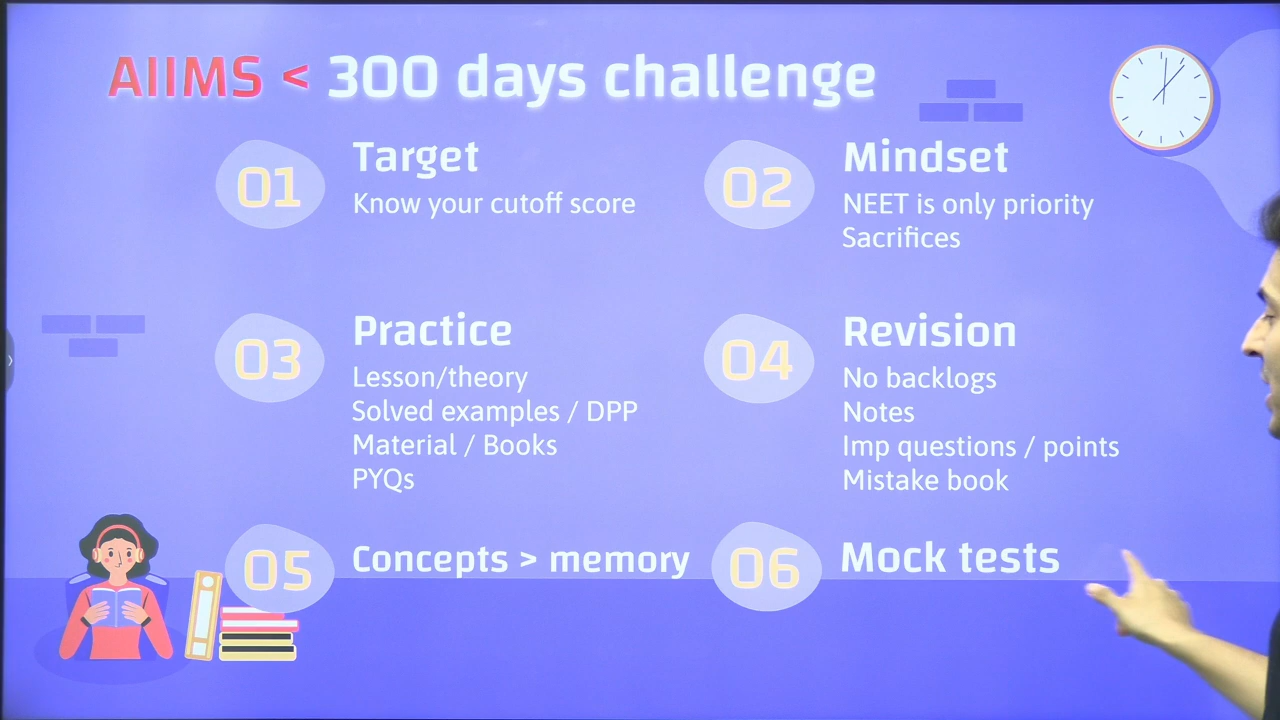 AIIMS < 300 days challenge
01
Target
Know your cutoff score
02
Mindset
NEET is only priority
Sacrifices
03
Practice
Lesson/theory
Solved examples / DPP
Material / Books
PYQs
04
Revision
No backlogs
Notes
Imp questions / points
Mistake book
05
Concepts > memory
06
Mock tests